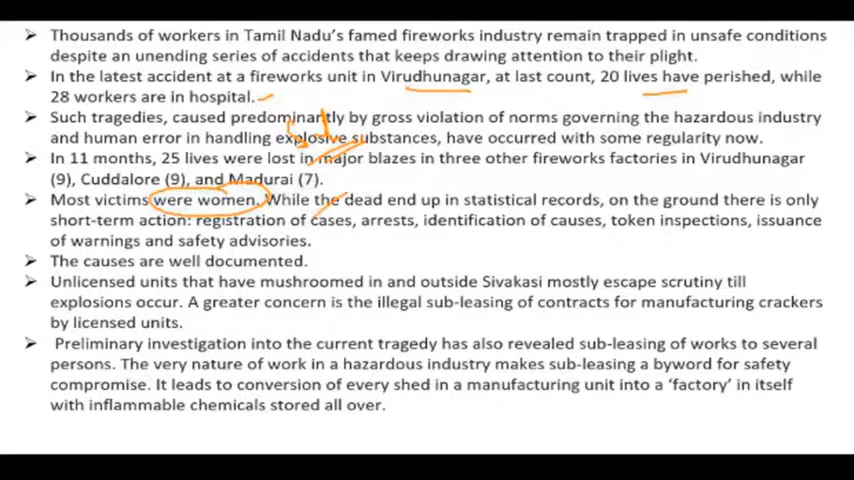 ➢ Thousands of workers in Tamil Nadu's famed fireworks industry remain trapped in unsafe conditions
despite an unending series of accidents that keeps drawing attention to their plight.
➢ In the latest accident at a fireworks unit in Virudhunagar, at last count, 20 lives have perished, while
28 workers are in hospital.
➢ Such tragedies, caused predominantly by gross violation of norms governing the hazardous industry
and human error in handling explosive substances, have occurred with some regularity now.
➢ In 11 months, 25 lives were lost in major blazes in three other fireworks factories in Virudhunagar
(9), Cuddalore (9), and Madurai (7).
➢ Most victims were women. While the dead end up in statistical records, on the ground there is only
short-term action: registration of cases, arrests, identification of causes, token inspections, issuance
of warnings and safety advisories.
➢ The causes are well documented.
➢ Unlicensed units that have mushroomed in and outside Sivakasi mostly escape scrutiny till
explosions occur. A greater concern is the illegal sub-leasing of contracts for manufacturing crackers
by licensed units.
➢ Preliminary investigation into the current tragedy has also revealed sub-leasing of works to several
persons. The very nature of work in a hazardous industry makes sub-leasing a byword for safety
compromise. It leads to conversion of every shed in a manufacturing unit into a 'factory' in itself
with inflammable chemicals stored all over.